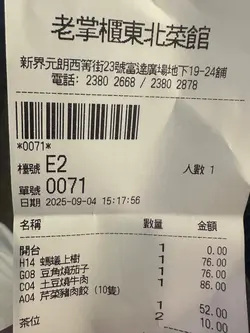 老掌櫃東北菜館
新界元朗西菁街23號富達廣場地下19-24舖
電話: 2380 2668 / 2380 2878
*0071*
檯號 E2 人數 1
單號 0071
日期 2025-09-04 15:17:56
名稱 數量 金額
開台 1 0.00
H14 螞蟻上樹 1 76.00
G08 豆角燒茄子 1 76.00
C04 土豆燒牛肉 1 86.00
A04 芹菜豬肉餃 (10隻)
1 52.00
茶位 2 10.00